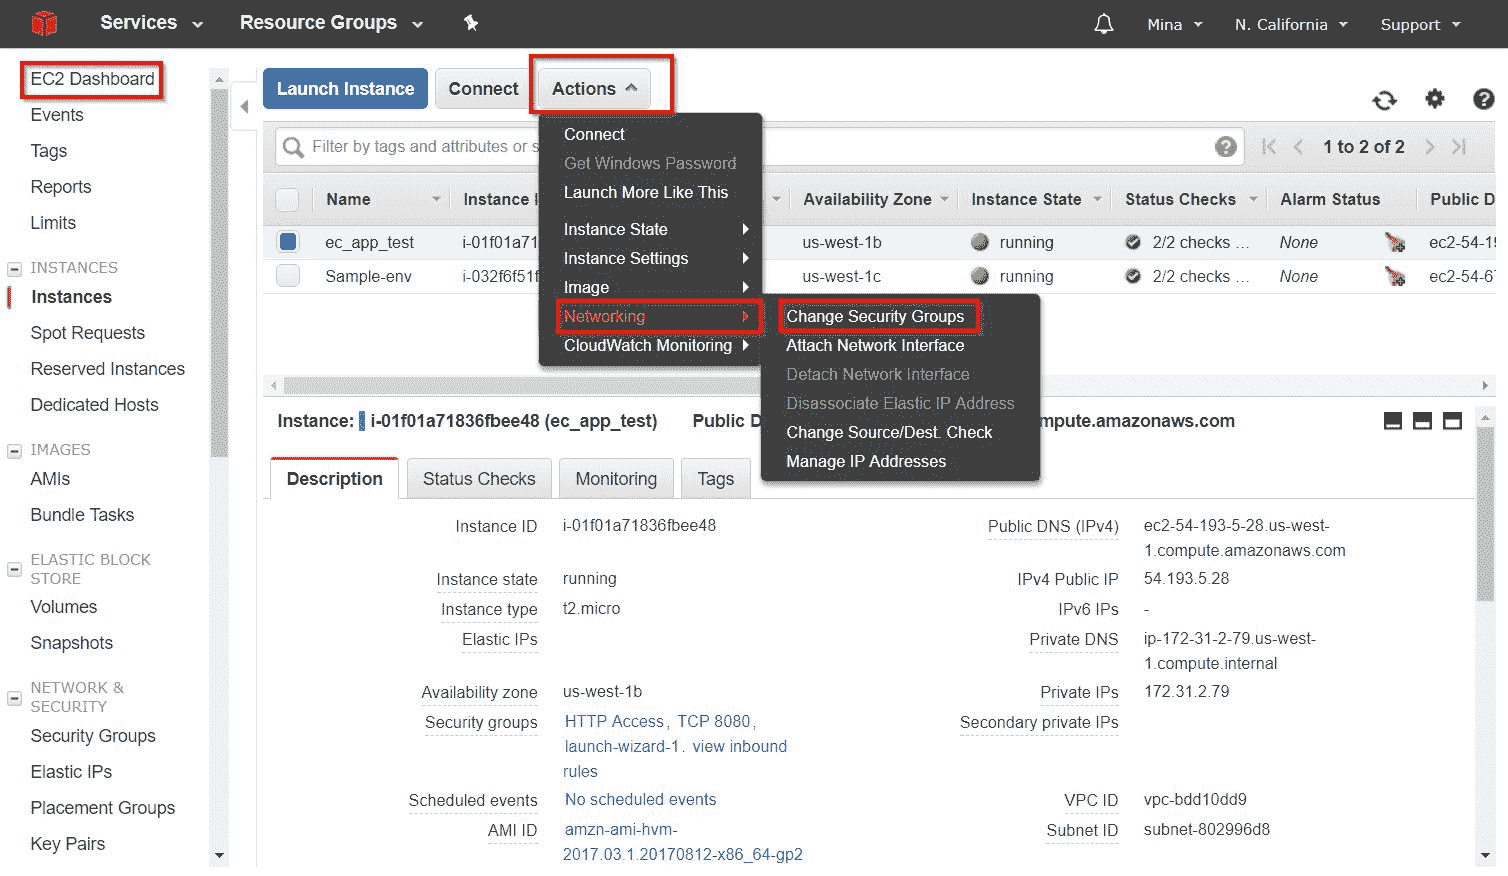 Services Resource Groups Mina N. California Support
EC2 Dashboard
Events
Tags
Reports
Limits
INSTANCES
Instances
Spot Requests
Reserved Instances
Dedicated Hosts
IMAGES
AMIs
Bundle Tasks
ELASTIC BLOCK
STORE
Volumes
Snapshots
NETWORK &
SECURITY
Security Groups
Elastic IPs
Placement Groups
Key Pairs
Launch Instance Connect Actions
Connect
Get Windows Password
Launch More Like This
Instance State
Instance Settings
Image
Networking
CloudWatch Monitoring
Change Security Groups
Attach Network Interface
Detach Network Interface
Disassociate Elastic IP Address
Change Source/Dest. Check
Manage IP Addresses
Filter by tags and attributes or s 1 to 2 of 2
Name Instance Availability Zone Instance State Status Checks Alarm Status Public D
ec_app_test i-01f01a71 us-west-1b running 2/2 checks ... None ec2-54-19
Sample-env i-032f6f51f us-west-1c running 2/2 checks ... None ec2-54-67
Instance: i-01f01a71836fbee48 (ec_app_test) Public D mpute.amazonaws.com
Description Status Checks Monitoring Tags
Instance ID i-01f01a71836fbee48
Instance state running
Instance type t2.micro
Elastic IPs
Availability zone us-west-1b
Security groups HTTP Access, TCP 8080,
launch-wizard-1. view inbound
rules
Scheduled events No scheduled events
AMI ID amzn-ami-hvm-
2017.03.1.20170812-x86_64-gp2
Public DNS (IPv4) ec2-54-193-5-28.us-west-
1.compute.amazonaws.com
IPv4 Public IP 54.193.5.28
IPv6 IPs -
Private DNS ip-172-31-2-79.us-west-
1.compute.internal
Private IPs 172.31.2.79
Secondary private IPs
VPC ID vpc-bdd10dd9
Subnet ID subnet-802996d8